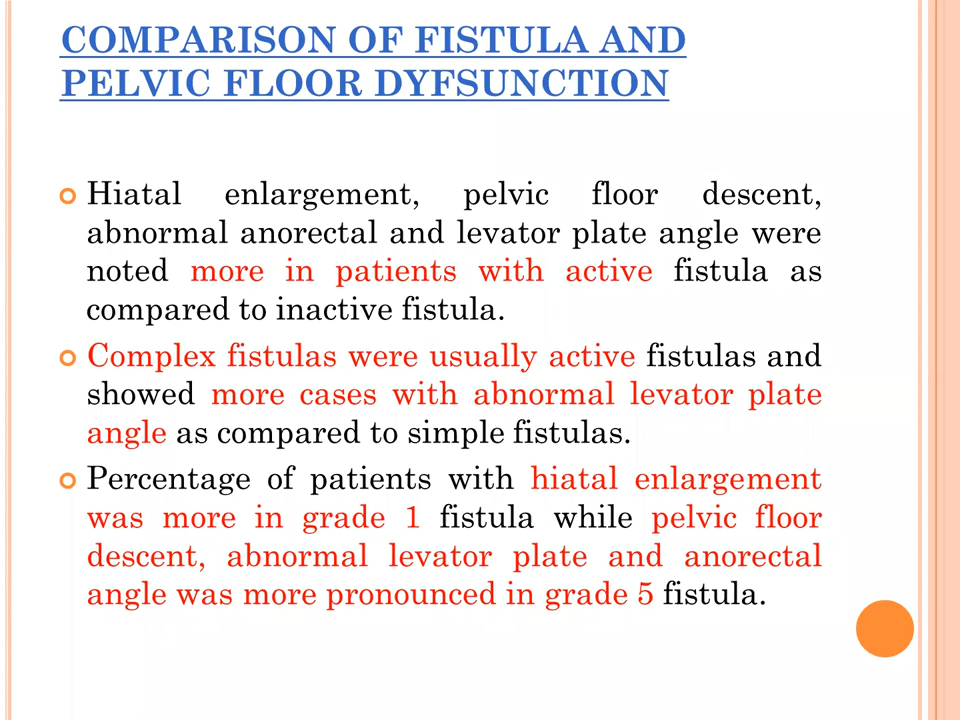 COMPARISON OF FISTULA AND
PELVIC FLOOR DYFSUNCTION
Hiatal enlargement, pelvic floor descent,
abnormal anorectal and levator plate angle were
noted more in patients with active fistula as
compared to inactive fistula.
Complex fistulas were usually active fistulas and
showed more cases with abnormal levator plate
angle as compared to simple fistulas.
Percentage of patients with hiatal enlargement
was more in grade 1 fistula while pelvic floor
descent, abnormal levator plate and anorectal
angle was more pronounced in grade 5 fistula.